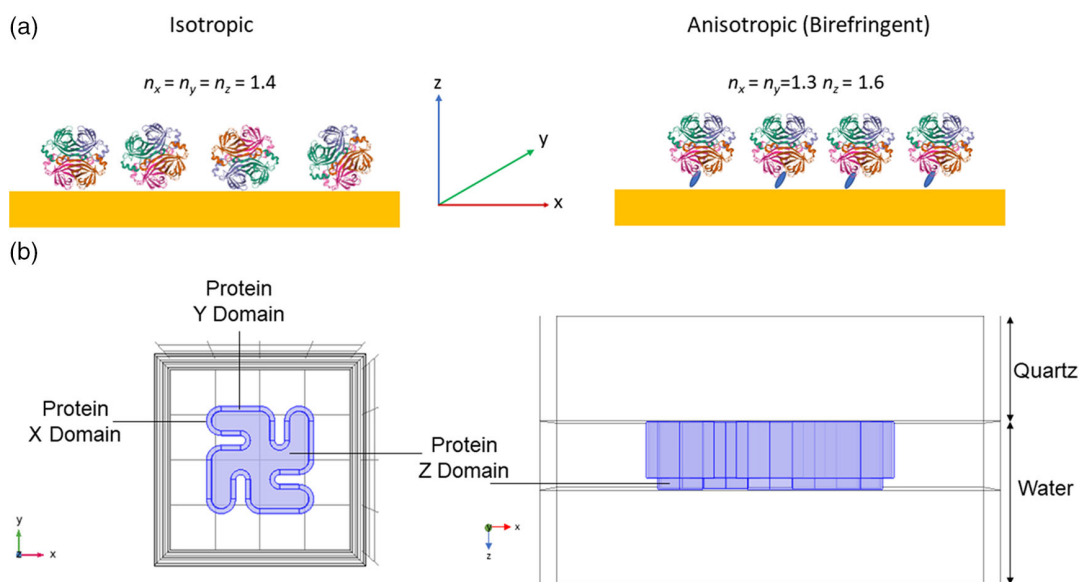 (a)
Isotropic
Anisotropic (Birefringent)
nx = ny = nz = 1.4
nx = ny=1.3 nz = 1.6
z
y
x
(b)
Protein
Y Domain
Protein
X Domain
Protein
Z Domain
Quartz
Water
y
z
x
y
x
z